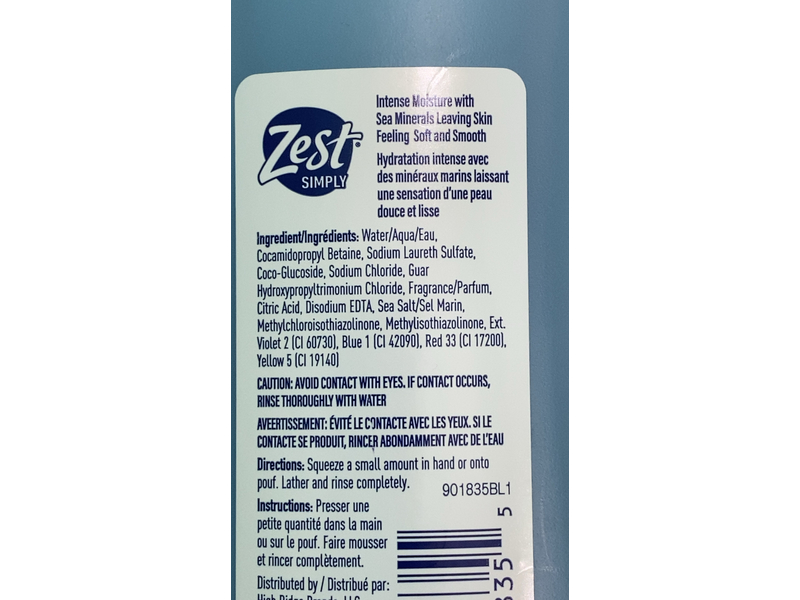 Zest®
SIMPLY
Intense Moisture with
Sea Minerals Leaving Skin
Feeling Soft and Smooth
Hydratation intense avec
des minéraux marins laissant
une sensation d'une peau
douce et lisse
Ingredient/Ingrédients: Water/Aqua/Eau,
Cocamidopropyl Betaine, Sodium Laureth Sulfate,
Coco-Glucoside, Sodium Chloride, Guar
Hydroxypropyltrimonium Chloride, Fragrance/Parfum,
Citric Acid, Disodium EDTA, Sea Salt/Sel Marin,
Methylchloroisothiazolinone, Methylisothiazolinone, Ext.
Violet 2 (CI 60730), Blue 1 (CI 42090), Red 33 (CI 17200),
Yellow 5 (CI 19140)
CAUTION: AVOID CONTACT WITH EYES. IF CONTACT OCCURS,
RINSE THOROUGHLY WITH WATER
AVEERTISSEMENT: ÉVITÉ LE CONTACTE AVEC LES YEUX. SI LE
CONTACTE SE PRODUIT, RINCER ABONDAMMENT AVEC DE L'EAU
Directions: Squeeze a small amount in hand or onto
pouf. Lather and rinse completely.
901835BL1
Instructions: Presser une
petite quantité dans la main
ou sur le pouf. Faire mousser
et rincer complètement.
Distributed by / Distribué par:
High Ridge Brands, LLC
835 5